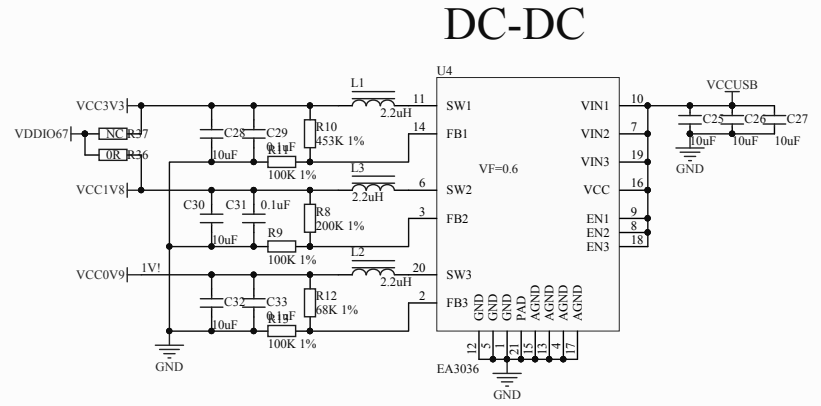 DC-DC
U4
VCCUSB
L1
VCC3V3
11
SW1
VIN1
10
2.2uH
C25
C26
C27
VDDIO67
NC
R37
C28
C29
R10
14
FB1
VIN2
7
0.1uF
453K 1%
10uF
10uF
10uF
0R
R36
10uF
R11
100K 1%
VIN3
19
GND
L3
VF=0.6
VCC1V8
6
SW2
VCC
16
2.2uH
C30
C31
0.1uF
R8
3
FB2
EN1
9
200K 1%
EN2
8
10uF
R9
EN3
18
100K 1%
L2
VCC0V9
1V!
20
SW3
2.2uH
C32
C33
R12
2
FB3
0.1uF
68K 1%
10uF
R13
100K 1%
GND
GND
GND
GND
PAD
AGND
AGND
AGND
AGND
12
5
1
21
15
13
4
17
EA3036
GND